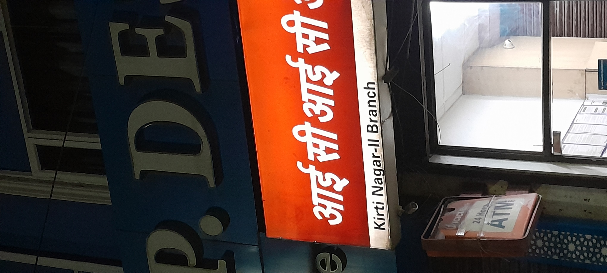 P. DE
आई सी आई सी अ
Kirti Nagar-II Branch
ATM